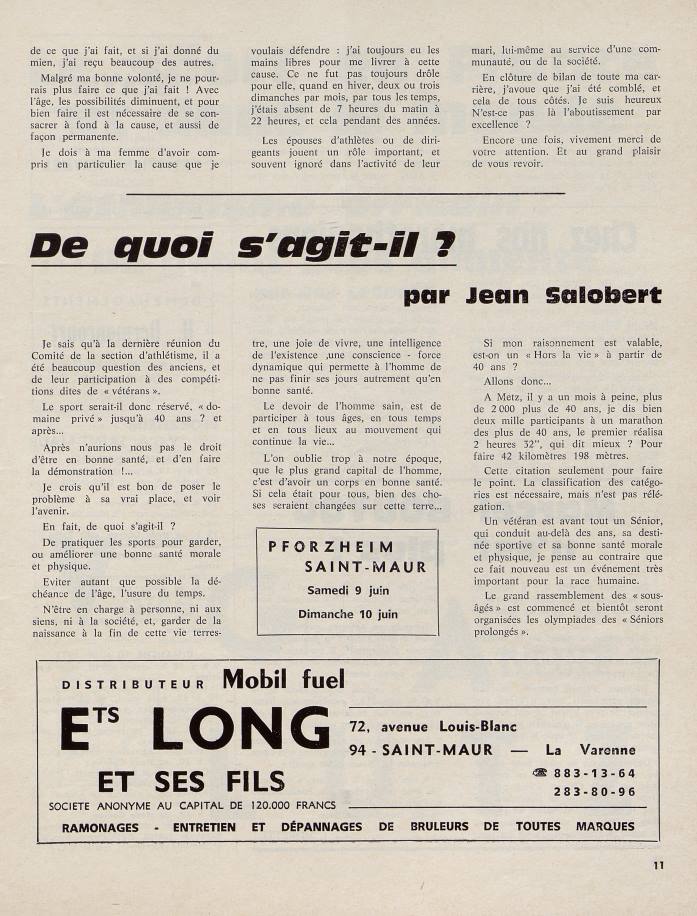 de ce que j'ai fait, et si j'ai donné du
mien, j'ai reçu beaucoup des autres.
Malgré ma bonne volonté, je ne pour-
rais plus faire ce que j'ai fait ! Avec
l'âge, les possibilités diminuent, et pour
bien faire il est nécessaire de se con-
sacrer à fond à la cause, et aussi de
façon permanente.
Je dois à ma femme d'avoir com-
pris en particulier la cause que je
voulais défendre : j'ai toujours eu les
mains libres pour me livrer à cette
cause. Ce ne fut pas toujours drôle
pour elle, quand en hiver, deux ou trois
dimanches par mois, par tous les temps,
j'étais absent de 7 heures du matin à
22 heures, et cela pendant des années.
Les épouses d'athlètes ou de diri-
geants jouent un rôle important, et
souvent ignoré dans l'activité de leur
mari, lui-même au service d'une com-
munauté, ou de la société.
En clôture de bilan de toute ma car-
rière, j'avoue que j'ai été comblé, et
cela de tous côtés. Je suis heureux
N'est-ce pas là l'aboutissement par
excellence ?
Encore une fois, vivement merci de
votre attention. Et au grand plaisir
de vous revoir.
De quoi s'agit-il ?
par Jean Salobert
Je sais qu'à la dernière réunion du
Comité de la section d'athlétisme, il a
été beaucoup question des anciens, et
de leur participation à des compéti-
tions dites de « vétérans ».
Le sport serait-il donc réservé, « do-
maine privé » jusqu'à 40 ans ? et
après...
Après n'aurions nous pas le droit
d'être en bonne santé, et d'en faire
la démonstration !...
Je crois qu'il est bon de poser le
problème à sa vrai place, et voir
l'avenir.
En fait, de quoi s'agit-il ?
De pratiquer les sports pour garder,
ou améliorer une bonne santé morale
et physique.
Eviter autant que possible la dé-
chéance de l'âge, l'usure du temps.
N'être en charge à personne, ni aux
siens, ni à la société, et, garder de la
naissance à la fin de cette vie terres-
tre, une joie de vivre, une intelligence
de l'existence ,une conscience - force
dynamique qui permette à l'homme de
ne pas finir ses jours autrement qu'en
bonne santé.
Le devoir de l'homme sain, est de
participer à tous âges, en tous temps
et en tous lieux au mouvement qui
continue la vie...
L'on oublie trop à notre époque,
que le plus grand capital de l'homme,
c'est d'avoir un corps en bonne santé.
Si cela était pour tous, bien des cho-
ses seraient changées sur cette terre...
PFORZHEIM
SAINT-MAUR
Samedi 9 juin
Dimanche 10 juin
Si mon raisonnement est valable,
est-on un « Hors la vie » à partir de
40 ans ?
Allons donc...
A Metz, il y a un mois à peine, plus
de 2 000 plus de 40 ans, je dis bien
deux mille participants à un marathon
des plus de 40 ans, le premier réalisa
2 heures 32'', qui dit mieux ? Pour
faire 42 kilomètres 198 mètres.
Cette citation seulement pour faire
le point. La classification des catégo-
ries est nécessaire, mais n'est pas rélé-
gation.
Un vétéran est avant tout un Sénior,
qui conduit au-delà des ans, sa desti-
née sportive et sa bonne santé morale
et physique, je pense au contraire que
ce fait nouveau est un événement très
important pour la race humaine.
Le grand rassemblement des « sous-
âgés » est commencé et bientôt seront
organisées les olympiades des « Séniors
prolongés ».
DISTRIBUTEUR Mobil fuel
ETS LONG
ET SES FILS
SOCIETE ANONYME AU CAPITAL DE 120.000 FRANCS
72, avenue Louis-Blanc
94 - SAINT-MAUR — La Varenne
☎ 883-13-64
283-80-96
RAMONAGES - ENTRETIEN ET DÉPANNAGES DE BRULEURS DE TOUTES MARQUES
11